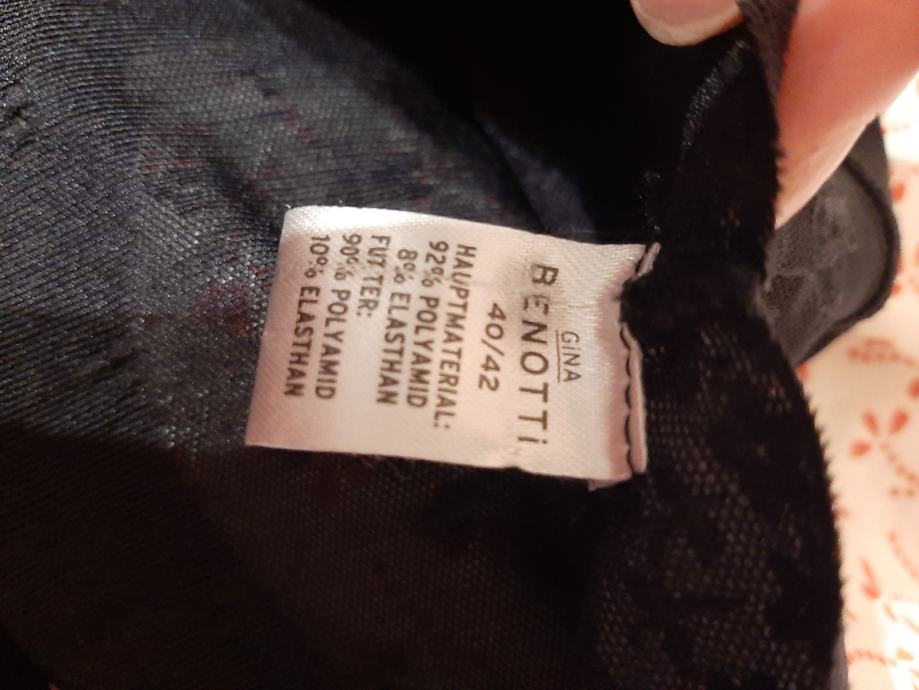 GiNA
BENOTTi
40/42
HAUPTMATERIAL:
92% POLYAMID
8% ELASTHAN
FUTTER:
90% POLYAMID
10% ELASTHAN